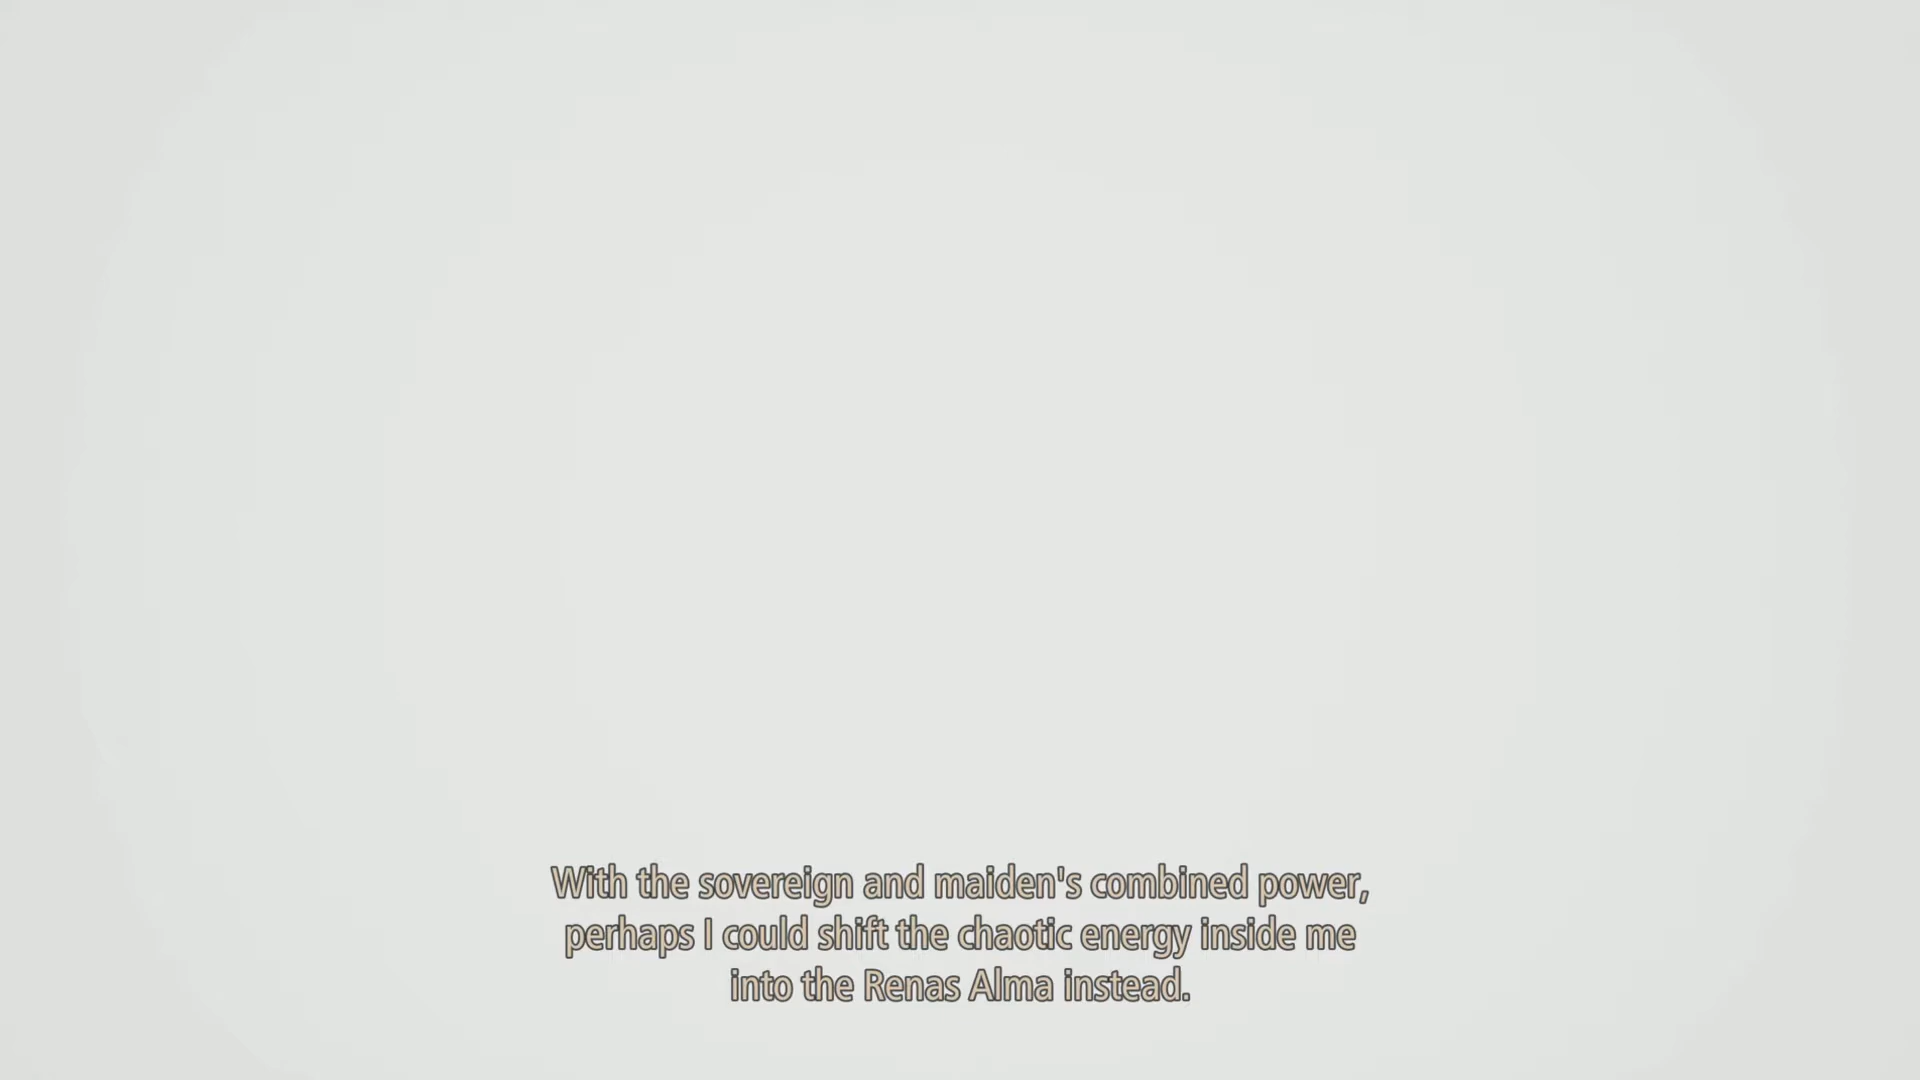 With the sovereign and maiden's combined power,
perhaps I could shift the chaotic energy inside me
into the Renas Alma instead.